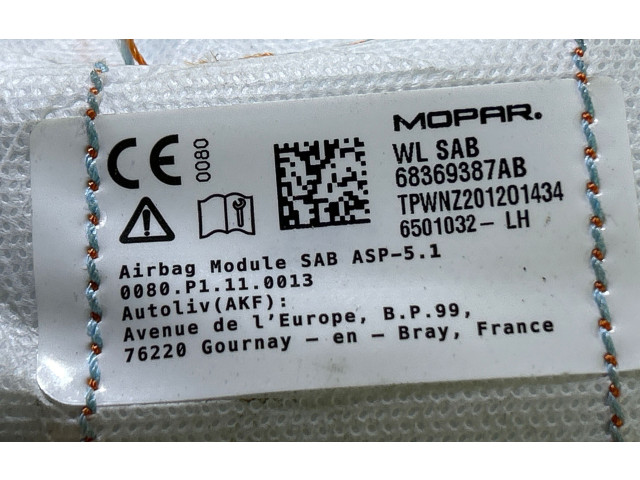 CE 0080
MOPAR.
WL SAB
68369387AB
TPWNZ201201434
6501032- LH
Airbag Module SAB ASP-5.1
0080.P1.11.0013
Autoliv(AKF):
Avenue de l'Europe, B.P.99,
76220 Gournay - en - Bray, France